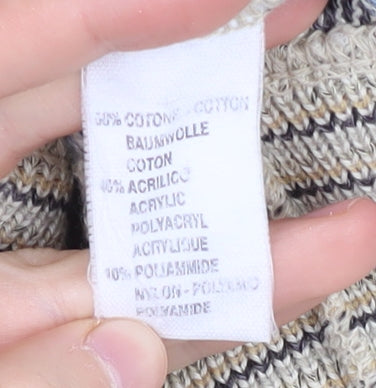 50% COTONE - COTTON
BAUMWOLLE
COTON
40% ACRILICO
ACRYLIC
POLYACRYL
ACRYLIQUE
10% POLIAMMIDE
NYLON - POLYAMID
POLYAMIDE